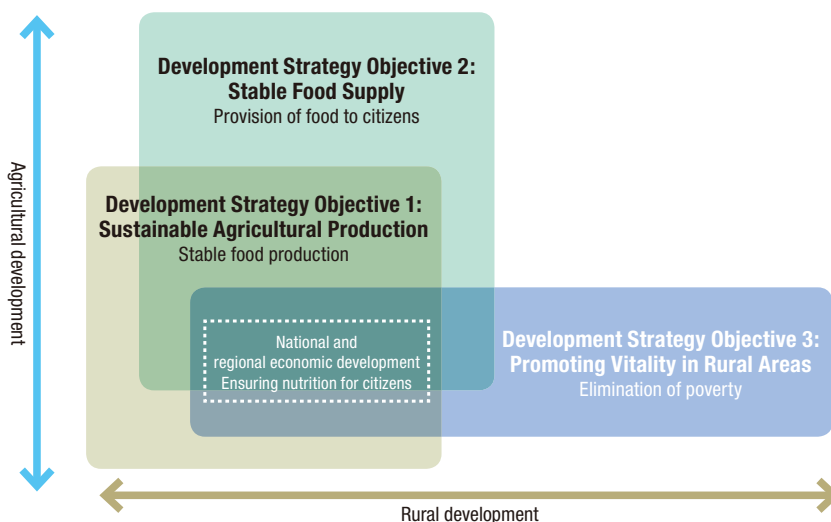 Development Strategy Objective 2:
Stable Food Supply
Provision of food to citizens
Agricultural development
Development Strategy Objective 1:
Sustainable Agricultural Production
Stable food production
National and
regional economic development
Ensuring nutrition for citizens
Development Strategy Objective 3:
Promoting Vitality in Rural Areas
Elimination of poverty
Rural development